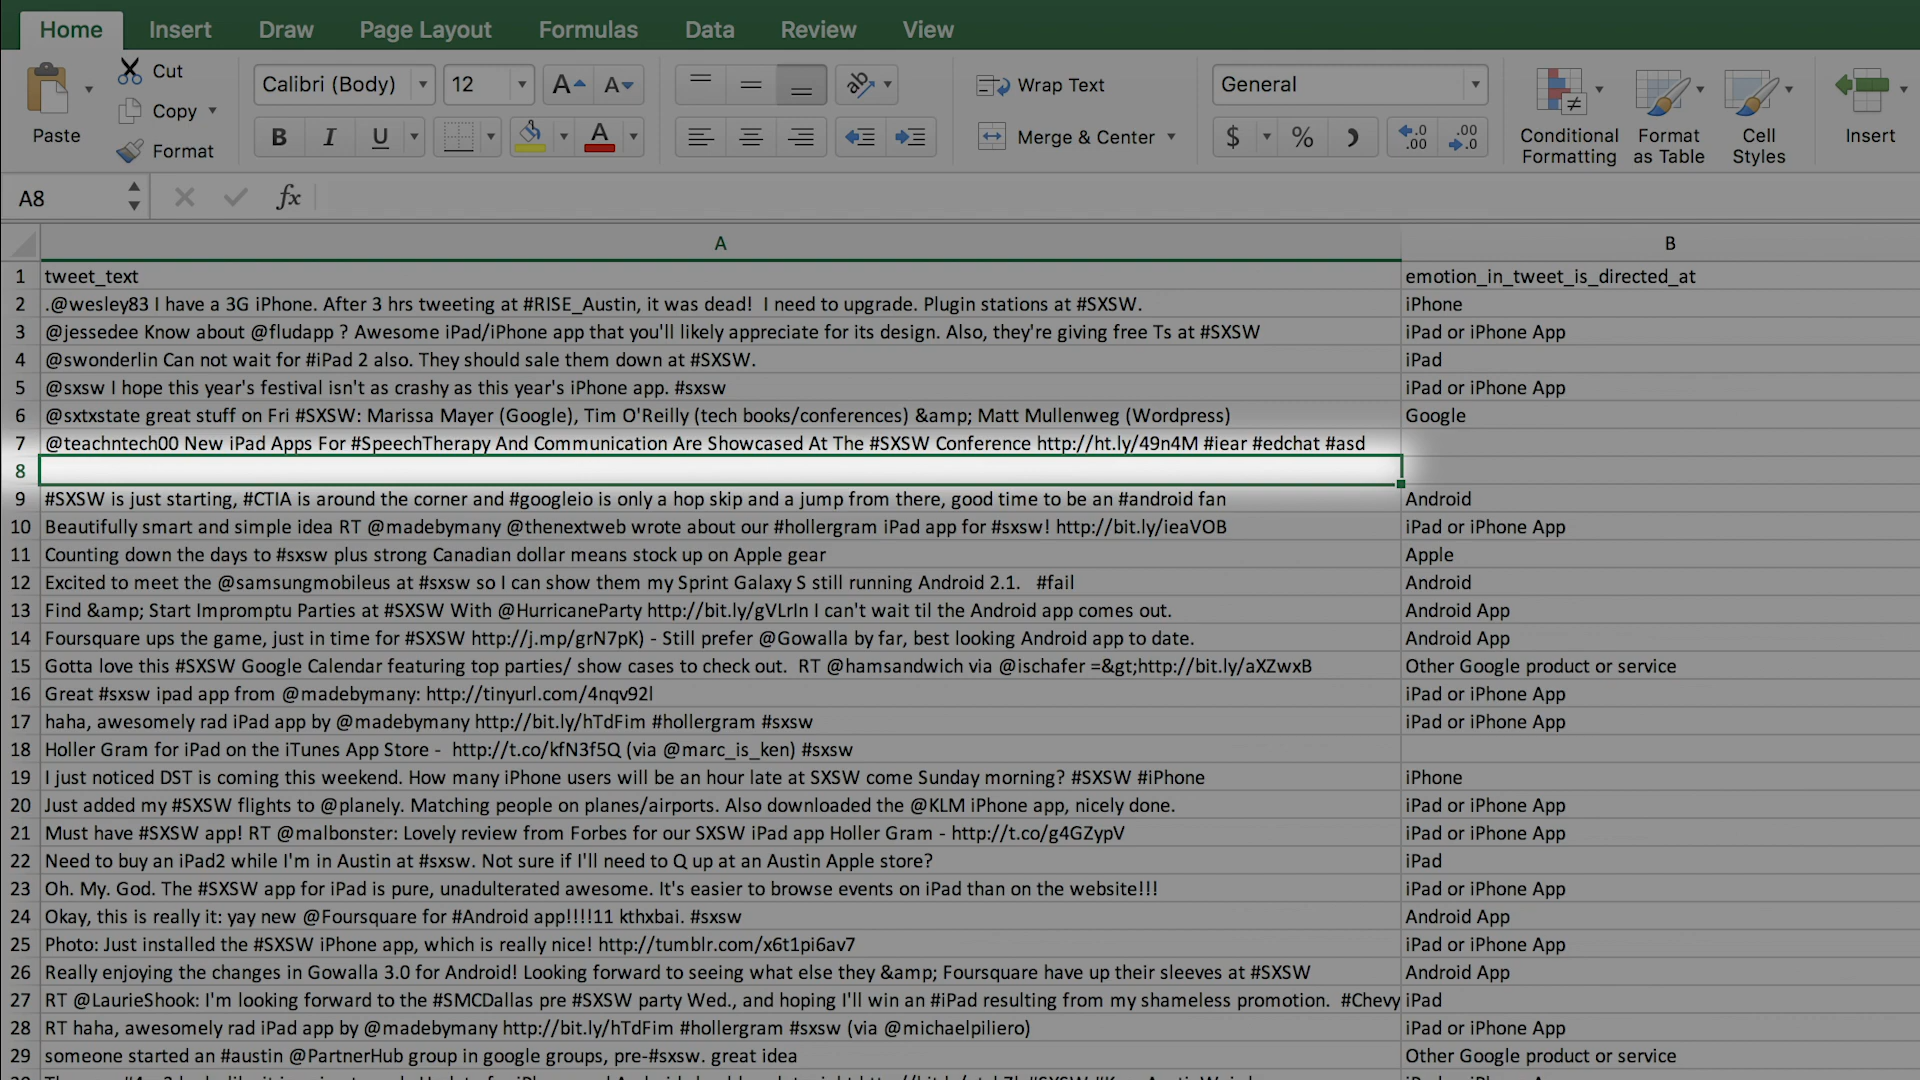 Home Insert Draw Page Layout Formulas Data Review View
Cut
Copy
Format
Paste
Calibri (Body) 12 A A
B I U A
ab
Wrap Text
Merge & Center
General
$ % .0 .00 .00 .0
Conditional Formatting
Format as Table
Cell Styles
Insert
A8 fx
A B
1 tweet_text emotion_in_tweet_is_directed_at
2 .@wesley83 I have a 3G iPhone. After 3 hrs tweeting at #RISE_Austin, it was dead!  I need to upgrade. Plugin stations at #SXSW. iPhone
3 @jessedee Know about @fludapp ? Awesome iPad/iPhone app that you'll likely appreciate for its design. Also, they're giving free Ts at #SXSW iPad or iPhone App
4 @swonderlin Can not wait for #iPad 2 also. They should sale them down at #SXSW. iPad
5 @sxsw I hope this year's festival isn't as crashy as this year's iPhone app. #sxsw iPad or iPhone App
6 @sxtxstate great stuff on Fri #SXSW: Marissa Mayer (Google), Tim O'Reilly (tech books/conferences) &amp; Matt Mullenweg (Wordpress) Google
7 @teachntech00 New iPad Apps For #SpeechTherapy And Communication Are Showcased At The #SXSW Conference http://ht.ly/49n4M #iear #edchat #asd
8
9 #SXSW is just starting, #CTIA is around the corner and #googleio is only a hop skip and a jump from there, good time to be an #android fan Android
10 Beautifully smart and simple idea RT @madebymany @thenextweb wrote about our #hollergram iPad app for #sxsw! http://bit.ly/ieaVOB iPad or iPhone App
11 Counting down the days to #sxsw plus strong Canadian dollar means stock up on Apple gear Apple
12 Excited to meet the @samsungmobileus at #sxsw so I can show them my Sprint Galaxy S still running Android 2.1.   #fail Android
13 Find &amp; Start Impromptu Parties at #SXSW With @HurricaneParty http://bit.ly/gVLrIn I can't wait til the Android app comes out. Android App
14 Foursquare ups the game, just in time for #SXSW http://j.mp/grN7pK) - Still prefer @Gowalla by far, best looking Android app to date. Android App
15 Gotta love this #SXSW Google Calendar featuring top parties/ show cases to check out.  RT @hamsandwich via @ischafer =&gt;http://bit.ly/aXZwxB Other Google product or service
16 Great #sxsw ipad app from @madebymany: http://tinyurl.com/4nqv92l iPad or iPhone App
17 haha, awesomely rad iPad app by @madebymany http://bit.ly/hTdFim #hollergram #sxsw iPad or iPhone App
18 Holler Gram for iPad on the iTunes App Store -  http://t.co/kfN3f5Q (via @marc_is_ken) #sxsw
19 I just noticed DST is coming this weekend. How many iPhone users will be an hour late at SXSW come Sunday morning? #SXSW #iPhone iPhone
20 Just added my #SXSW flights to @planely. Matching people on planes/airports. Also downloaded the @KLM iPhone app, nicely done. iPad or iPhone App
21 Must have #SXSW app! RT @malbonster: Lovely review from Forbes for our SXSW iPad app Holler Gram - http://t.co/g4GZypV iPad or iPhone App
22 Need to buy an iPad2 while I'm in Austin at #sxsw. Not sure if I'll need to Q up at an Austin Apple store? iPad
23 Oh. My. God. The #SXSW app for iPad is pure, unadulterated awesome. It's easier to browse events on iPad than on the website!!! iPad or iPhone App
24 Okay, this is really it: yay new @Foursquare for #Android app!!!!11 kthxbai. #sxsw Android App
25 Photo: Just installed the #SXSW iPhone app, which is really nice! http://tumblr.com/x6t1pi6av7 iPad or iPhone App
26 Really enjoying the changes in Gowalla 3.0 for Android! Looking forward to seeing what else they &amp; Foursquare have up their sleeves at #SXSW Android App
27 RT @LaurieShook: I'm looking forward to the #SMCDallas pre #SXSW party Wed., and hoping I'll win an #iPad resulting from my shameless promotion.  #Chevy iPad
28 RT haha, awesomely rad iPad app by @madebymany http://bit.ly/hTdFim #hollergram #sxsw (via @michaelpiliero) iPad or iPhone App
29 someone started an #austin @PartnerHub group in google groups, pre-#sxsw. great idea Other Google product or service